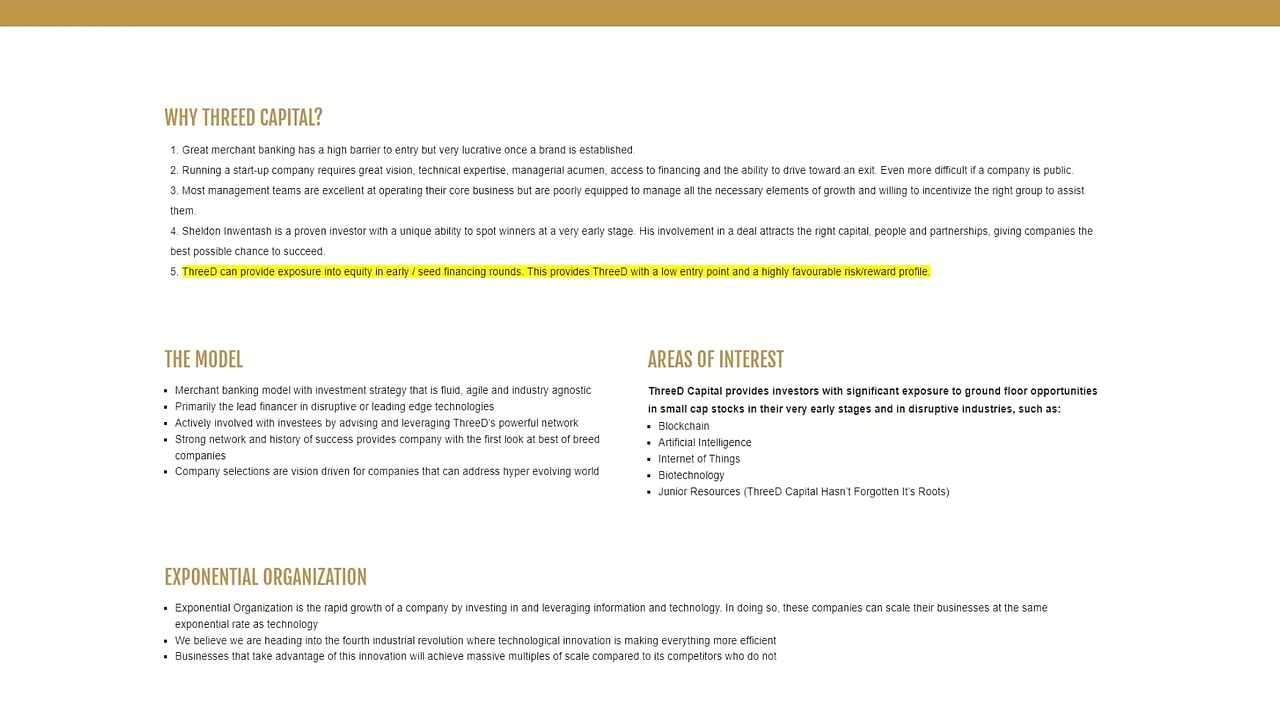 WHY THREED CAPITAL?
1. Great merchant banking has a high barrier to entry but very lucrative once a brand is established.
2. Running a start-up company requires great vision, technical expertise, managerial acumen, access to financing and the ability to drive toward an exit. Even more difficult if a company is public.
3. Most management teams are excellent at operating their core business but are poorly equipped to manage all the necessary elements of growth and willing to incentivize the right group to assist
them.
4. Sheldon Inwentash is a proven investor with a unique ability to spot winners at a very early stage. His involvement in a deal attracts the right capital, people and partnerships, giving companies the
best possible chance to succeed.
5. ThreeD can provide exposure into equity in early / seed financing rounds. This provides ThreeD with a low entry point and a highly favourable risk/reward profile.
THE MODEL
▪ Merchant banking model with investment strategy that is fluid, agile and industry agnostic
▪ Primarily the lead financer in disruptive or leading edge technologies
▪ Actively involved with investees by advising and leveraging ThreeD's powerful network
▪ Strong network and history of success provides company with the first look at best of breed
companies
▪ Company selections are vision driven for companies that can address hyper evolving world
AREAS OF INTEREST
ThreeD Capital provides investors with significant exposure to ground floor opportunities
in small cap stocks in their very early stages and in disruptive industries, such as:
▪ Blockchain
▪ Artificial Intelligence
▪ Internet of Things
▪ Biotechnology
▪ Junior Resources (ThreeD Capital Hasn't Forgotten It's Roots)
EXPONENTIAL ORGANIZATION
▪ Exponential Organization is the rapid growth of a company by investing in and leveraging information and technology. In doing so, these companies can scale their businesses at the same
exponential rate as technology
▪ We believe we are heading into the fourth industrial revolution where technological innovation is making everything more efficient
▪ Businesses that take advantage of this innovation will achieve massive multiples of scale compared to its competitors who do not